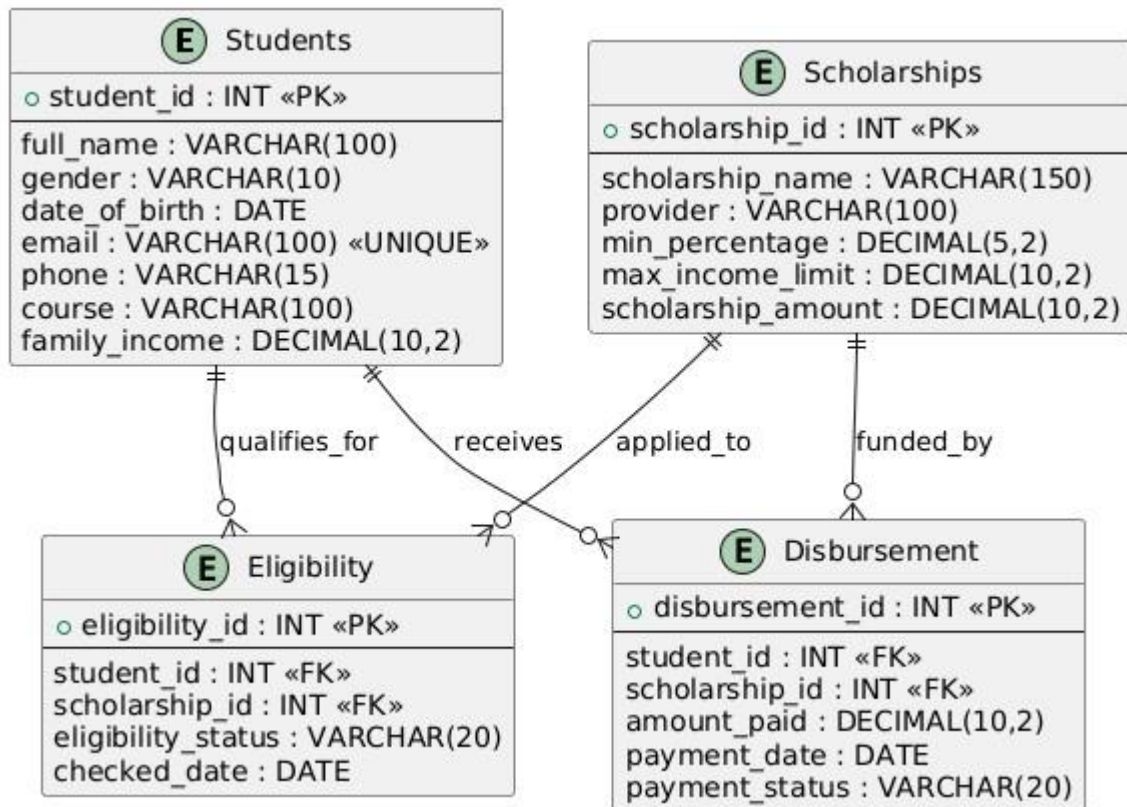 E Students
student_id : INT «PK»
full_name : VARCHAR(100)
gender : VARCHAR(10)
date_of_birth : DATE
email : VARCHAR(100) «UNIQUE»
phone : VARCHAR(15)
course : VARCHAR(100)
family_income : DECIMAL(10,2)
E Scholarships
scholarship_id : INT «PK»
scholarship_name : VARCHAR(150)
provider : VARCHAR(100)
min_percentage : DECIMAL(5,2)
max_income_limit : DECIMAL(10,2)
scholarship_amount : DECIMAL(10,2)
qualifies_for
receives
applied_to
funded_by
E Eligibility
eligibility_id : INT «PK»
student_id : INT «FK»
scholarship_id : INT «FK»
eligibility_status : VARCHAR(20)
checked_date : DATE
E Disbursement
disbursement_id : INT «PK»
student_id : INT «FK»
scholarship_id : INT «FK»
amount_paid : DECIMAL(10,2)
payment_date : DATE
payment_status : VARCHAR(20)